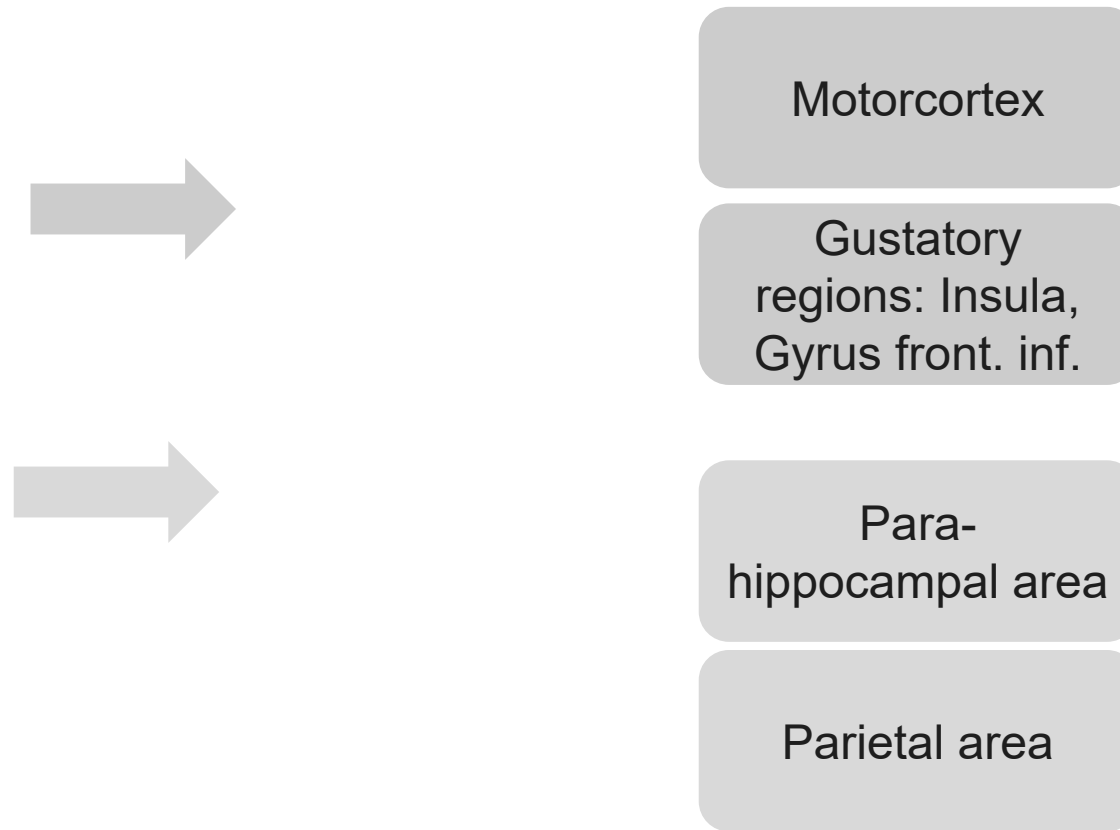 Motorcortex
Gustatory
regions: Insula,
Gyrus front. inf.
Para-
hippocampal area
Parietal area